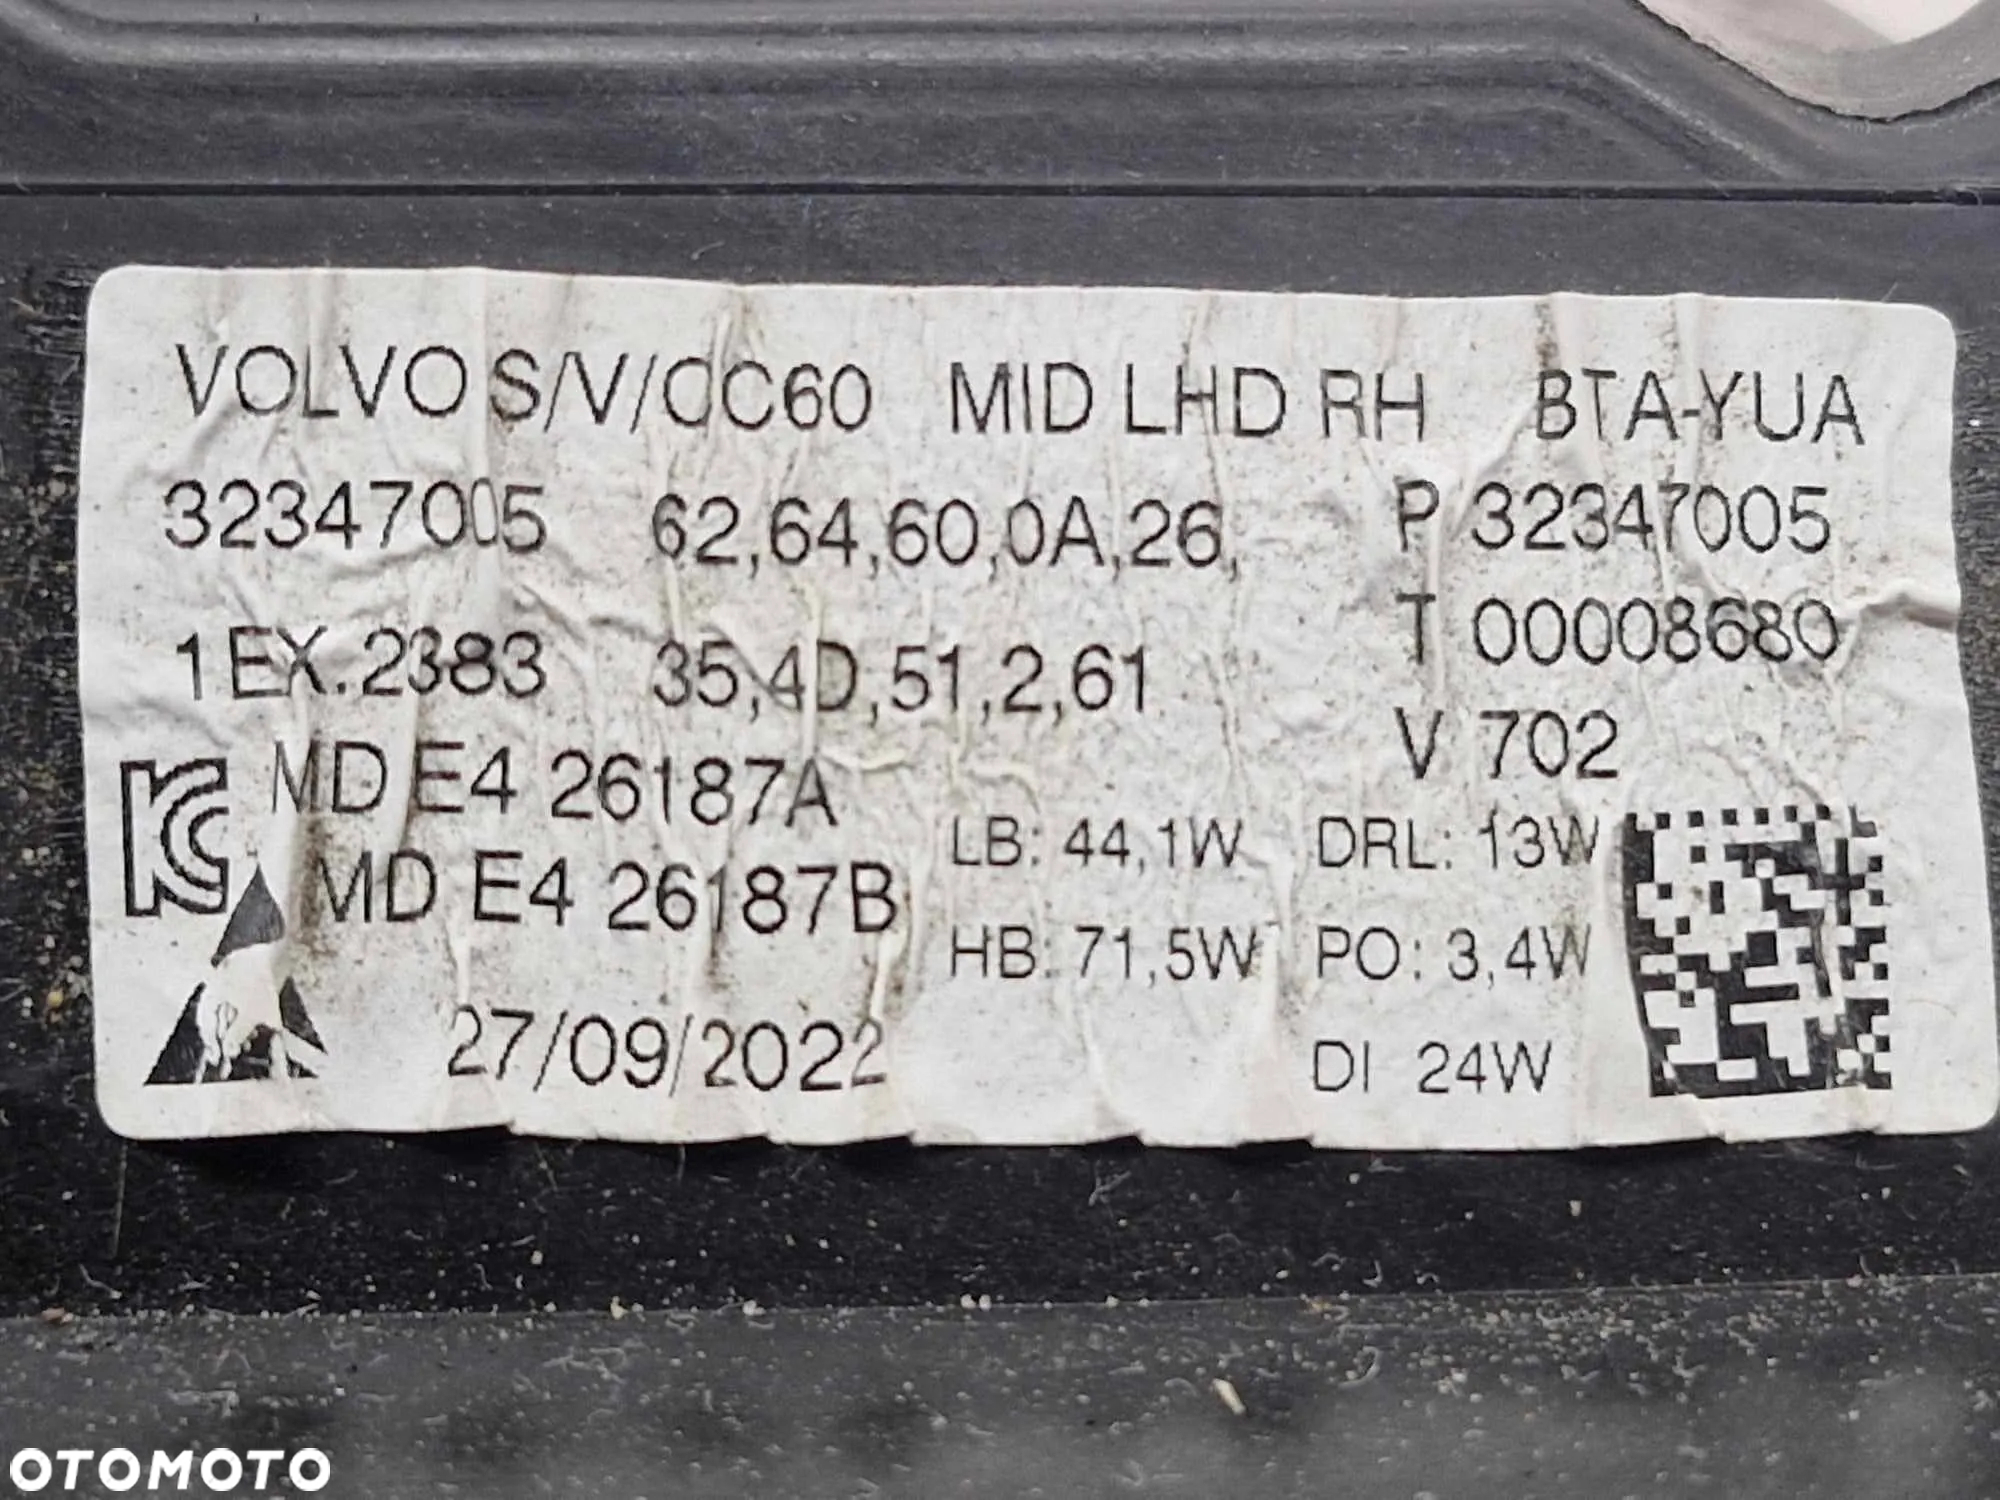 VOLVO S/V/CC60 MID LHD RH BTA-YUA
32347005 62,64,60,0A,26, P 32347005
1EX.2383 35,4D,51,2,61 T 00008680
V 702
MD E4 26187A
MD E4 26187B
LB: 44,1W DRL: 13W
HB: 71,5W PO: 3,4W
27/09/2022 DI 24W
OTOMOTO